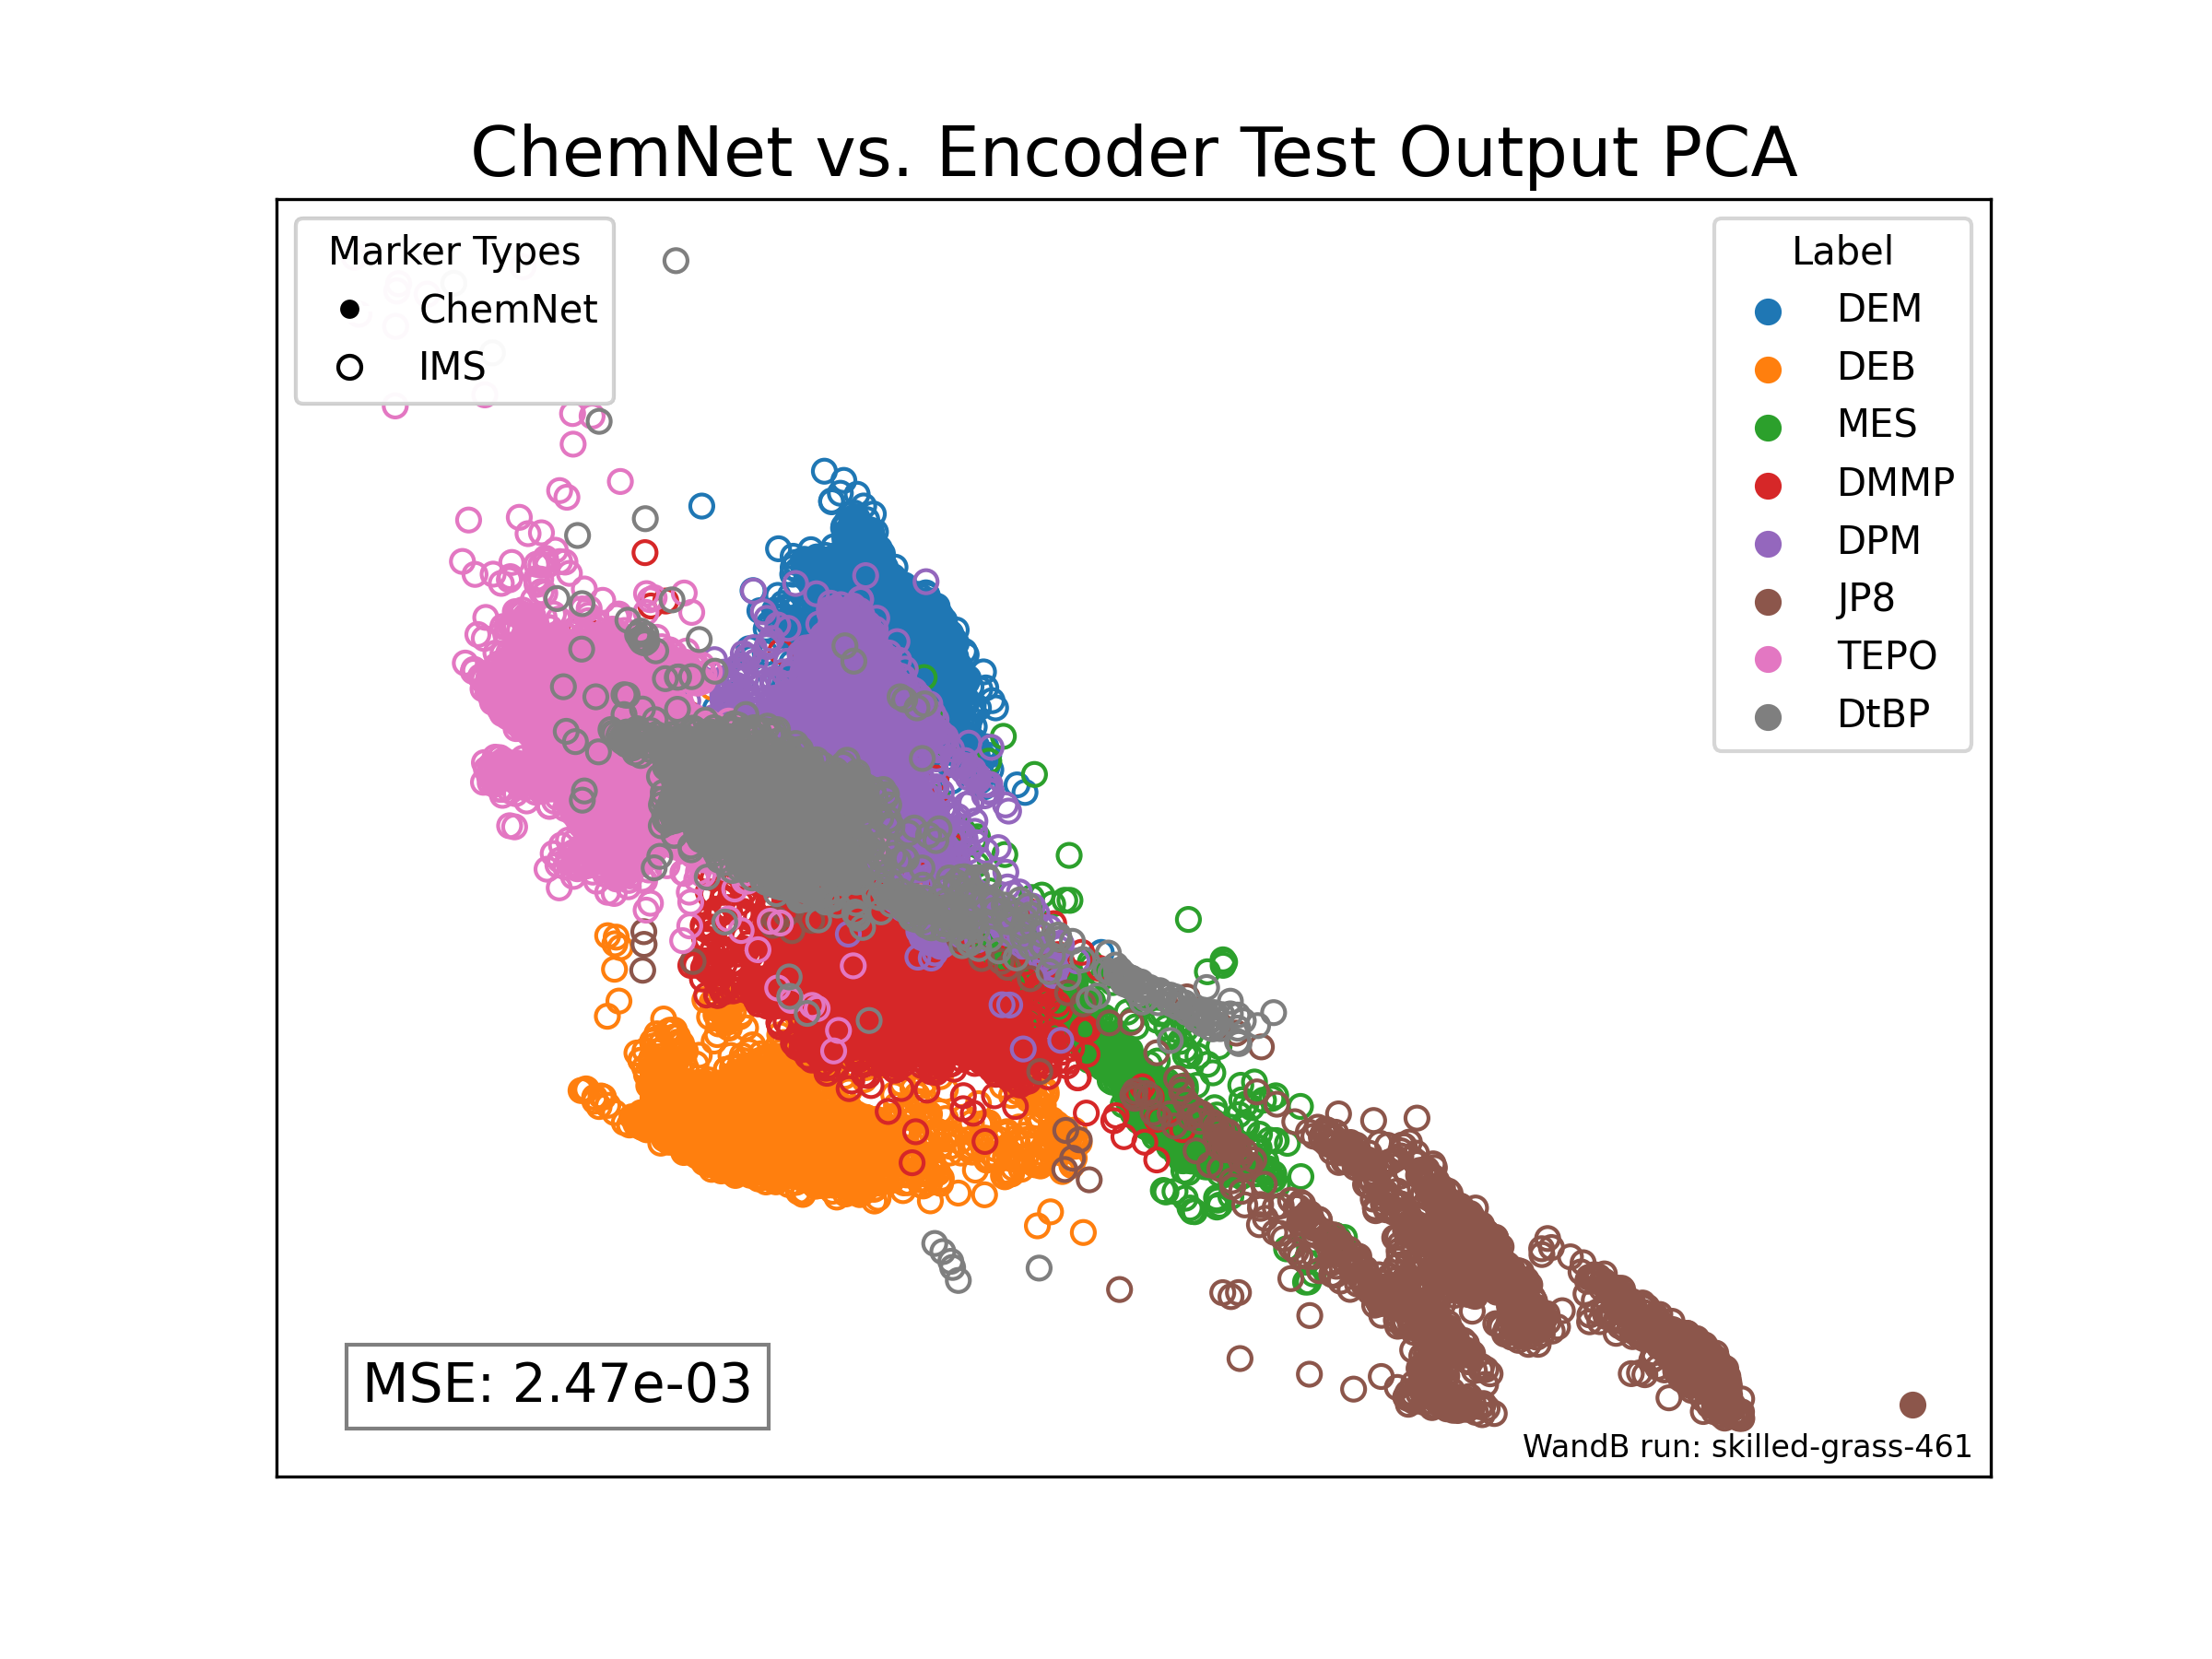 ChemNet vs. Encoder Test Output PCA
Marker Types
ChemNet
IMS
Label
DEM
DEB
MES
DMMP
DPM
JP8
TEPO
DtBP
MSE: 2.47e-03
WandB run: skilled-grass-461